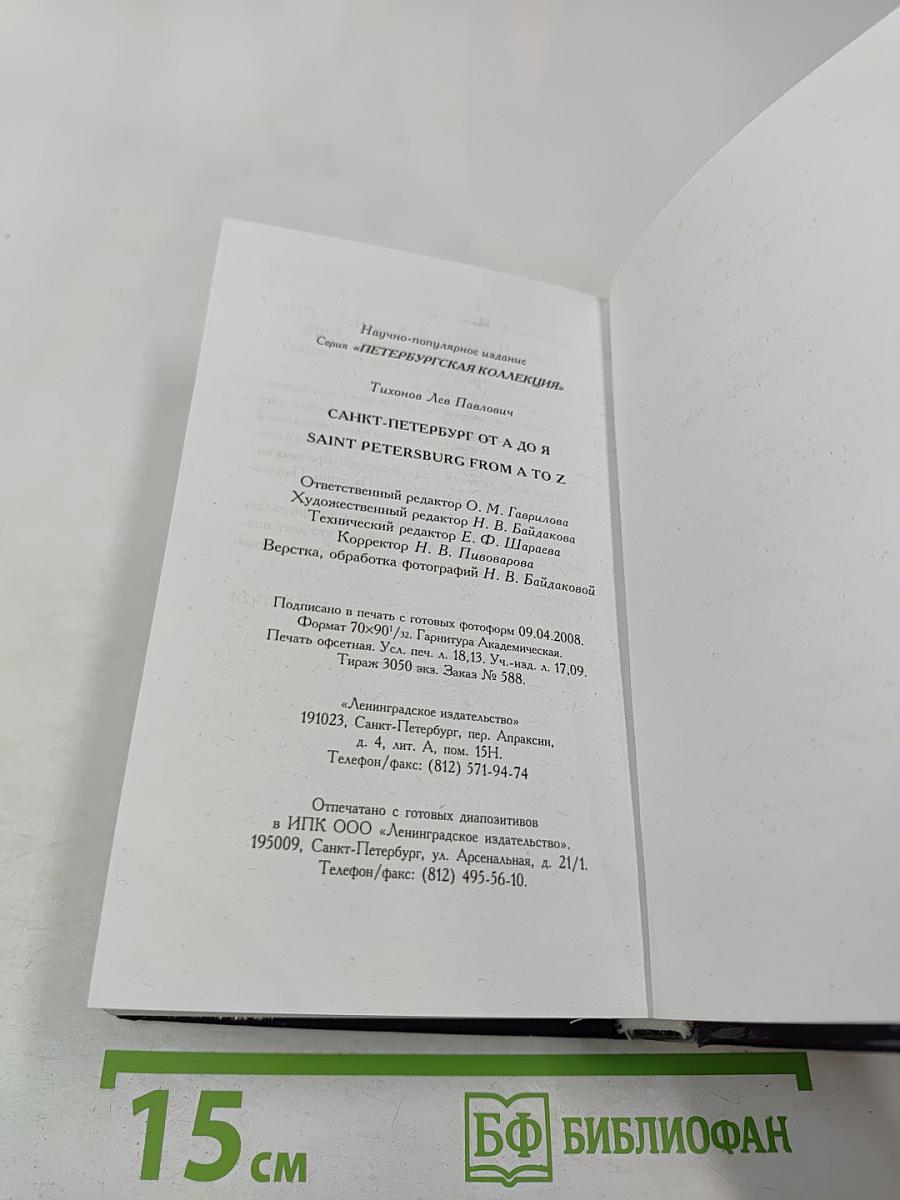 Научно-популярное издание
Серия «ПЕТЕРБУРГСКАЯ КОЛЛЕКЦИЯ»
Тихонов Лев Павлович
САНКТ-ПЕТЕРБУРГ ОТ А ДО Я
SAINT PETERSBURG FROM A TO Z
Ответственный редактор О. М. Гаврилова
Художественный редактор Н. В. Байдакова
Технический редактор Е. Ф. Шараева
Корректор Н. В. Пивоварова
Верстка, обработка фотографий Н. В. Байдаковой
Подписано в печать с готовых фотоформ 09.04.2008.
Формат 70×90¹/₃₂. Гарнитура Академическая.
Печать офсетная. Усл. печ. л. 18,13. Уч.-изд. л. 17,09.
Тираж 3050 экз. Заказ № 588.
«Ленинградское издательство»
191023, Санкт-Петербург, пер. Апраксин,
д. 4, лит. А, пом. 15Н.
Телефон/факс: (812) 571-94-74
Отпечатано с готовых диапозитивов
в ИПК ООО «Ленинградское издательство».
195009, Санкт-Петербург, ул. Арсенальная, д. 21/1.
Телефон/факс: (812) 495-56-10.
15 см
БФ БИБЛИОФАН